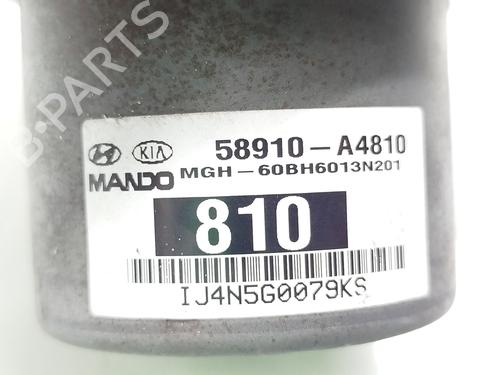 B-PARTS
KIA 58910-A4810
MANDO MGH-60BH6013N201
810
IJ4N5G0079KS